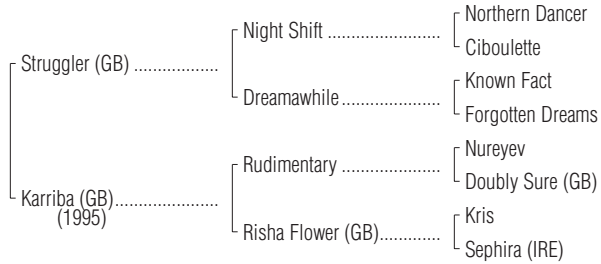 Northern Dancer
Night Shift ....................
Ciboulette
Struggler (GB) ..................
Known Fact
Dreamawhile .....................
Forgotten Dreams
Nureyev
Rudimentary ....................
Doubly Sure (GB)
Karriba (GB) .....................
(1995)
Kris
Risha Flower (GB) .............
Sephira (IRE)